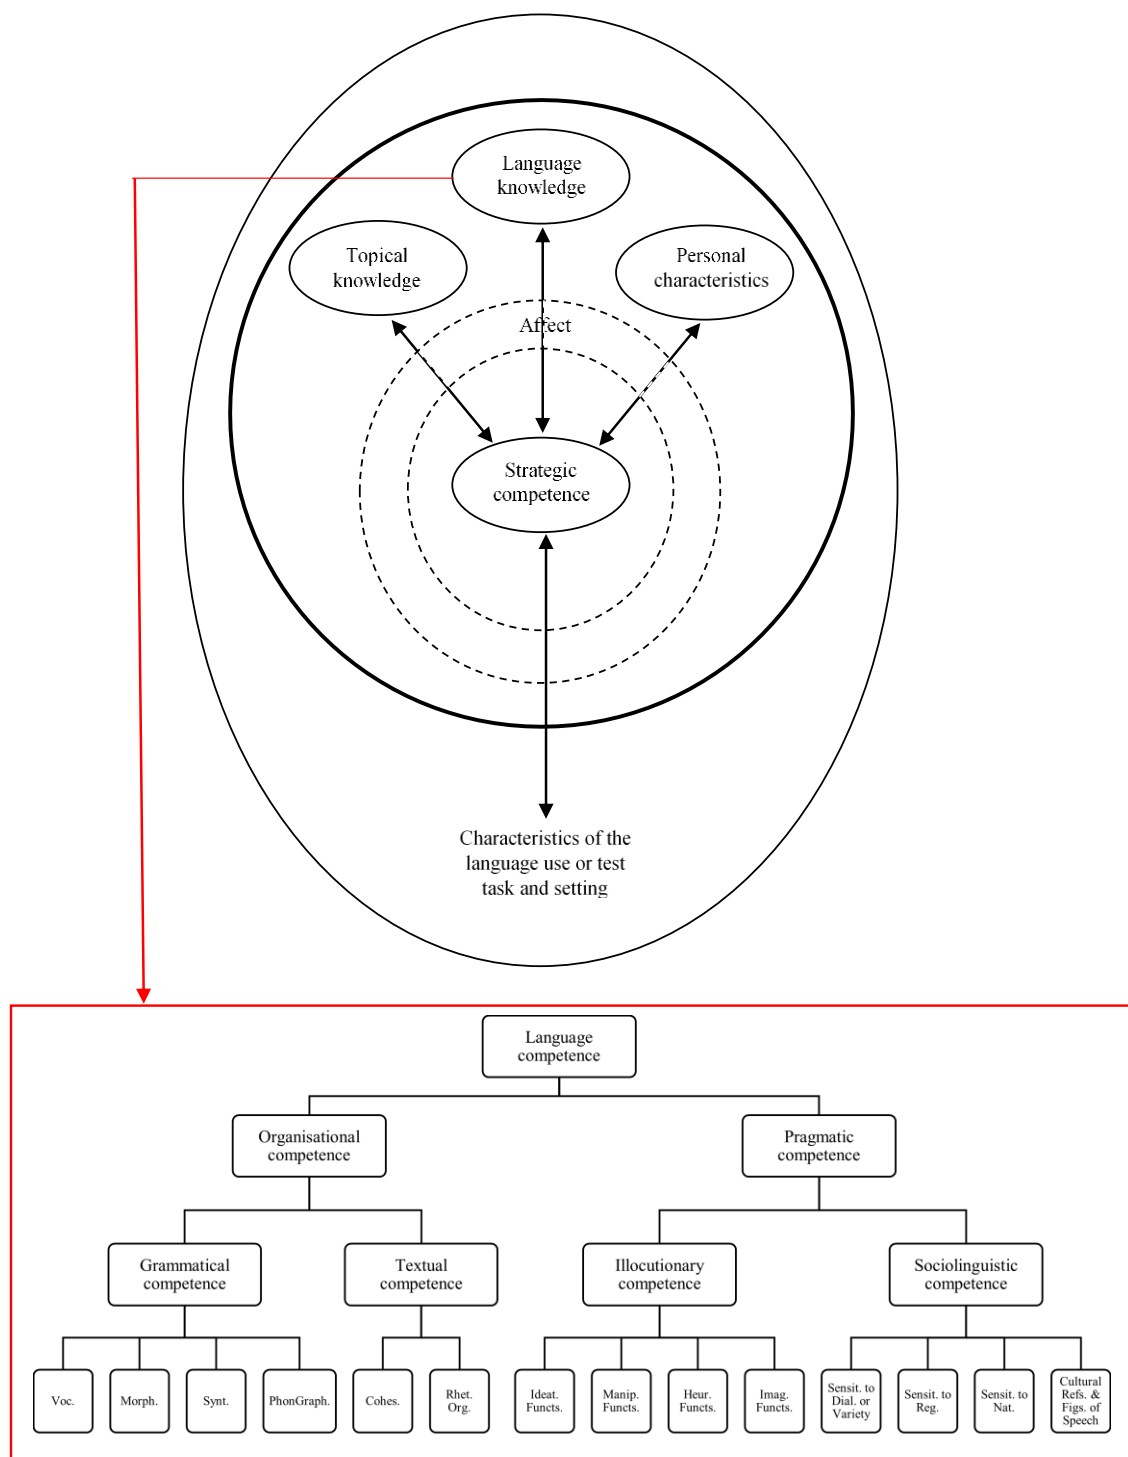 Language
knowledge
Topical
knowledge
Personal
characteristics
Affect
Strategic
competence
Characteristics of the
language use or test
task and setting
Language
competence
Organisational
competence
Pragmatic
competence
Grammatical
competence
Textual
competence
Illocutionary
competence
Sociolinguistic
competence
Voc.
Morph.
Synt.
PhonGraph.
Cohes.
Rhet.
Org.
Ideat.
Functs.
Manip.
Functs.
Heur.
Functs.
Imag.
Functs.
Sensit. to
Dial. or
Variety
Sensit. to
Reg.
Sensit. to
Nat.
Cultural
Refs. &
Figs. of
Speech